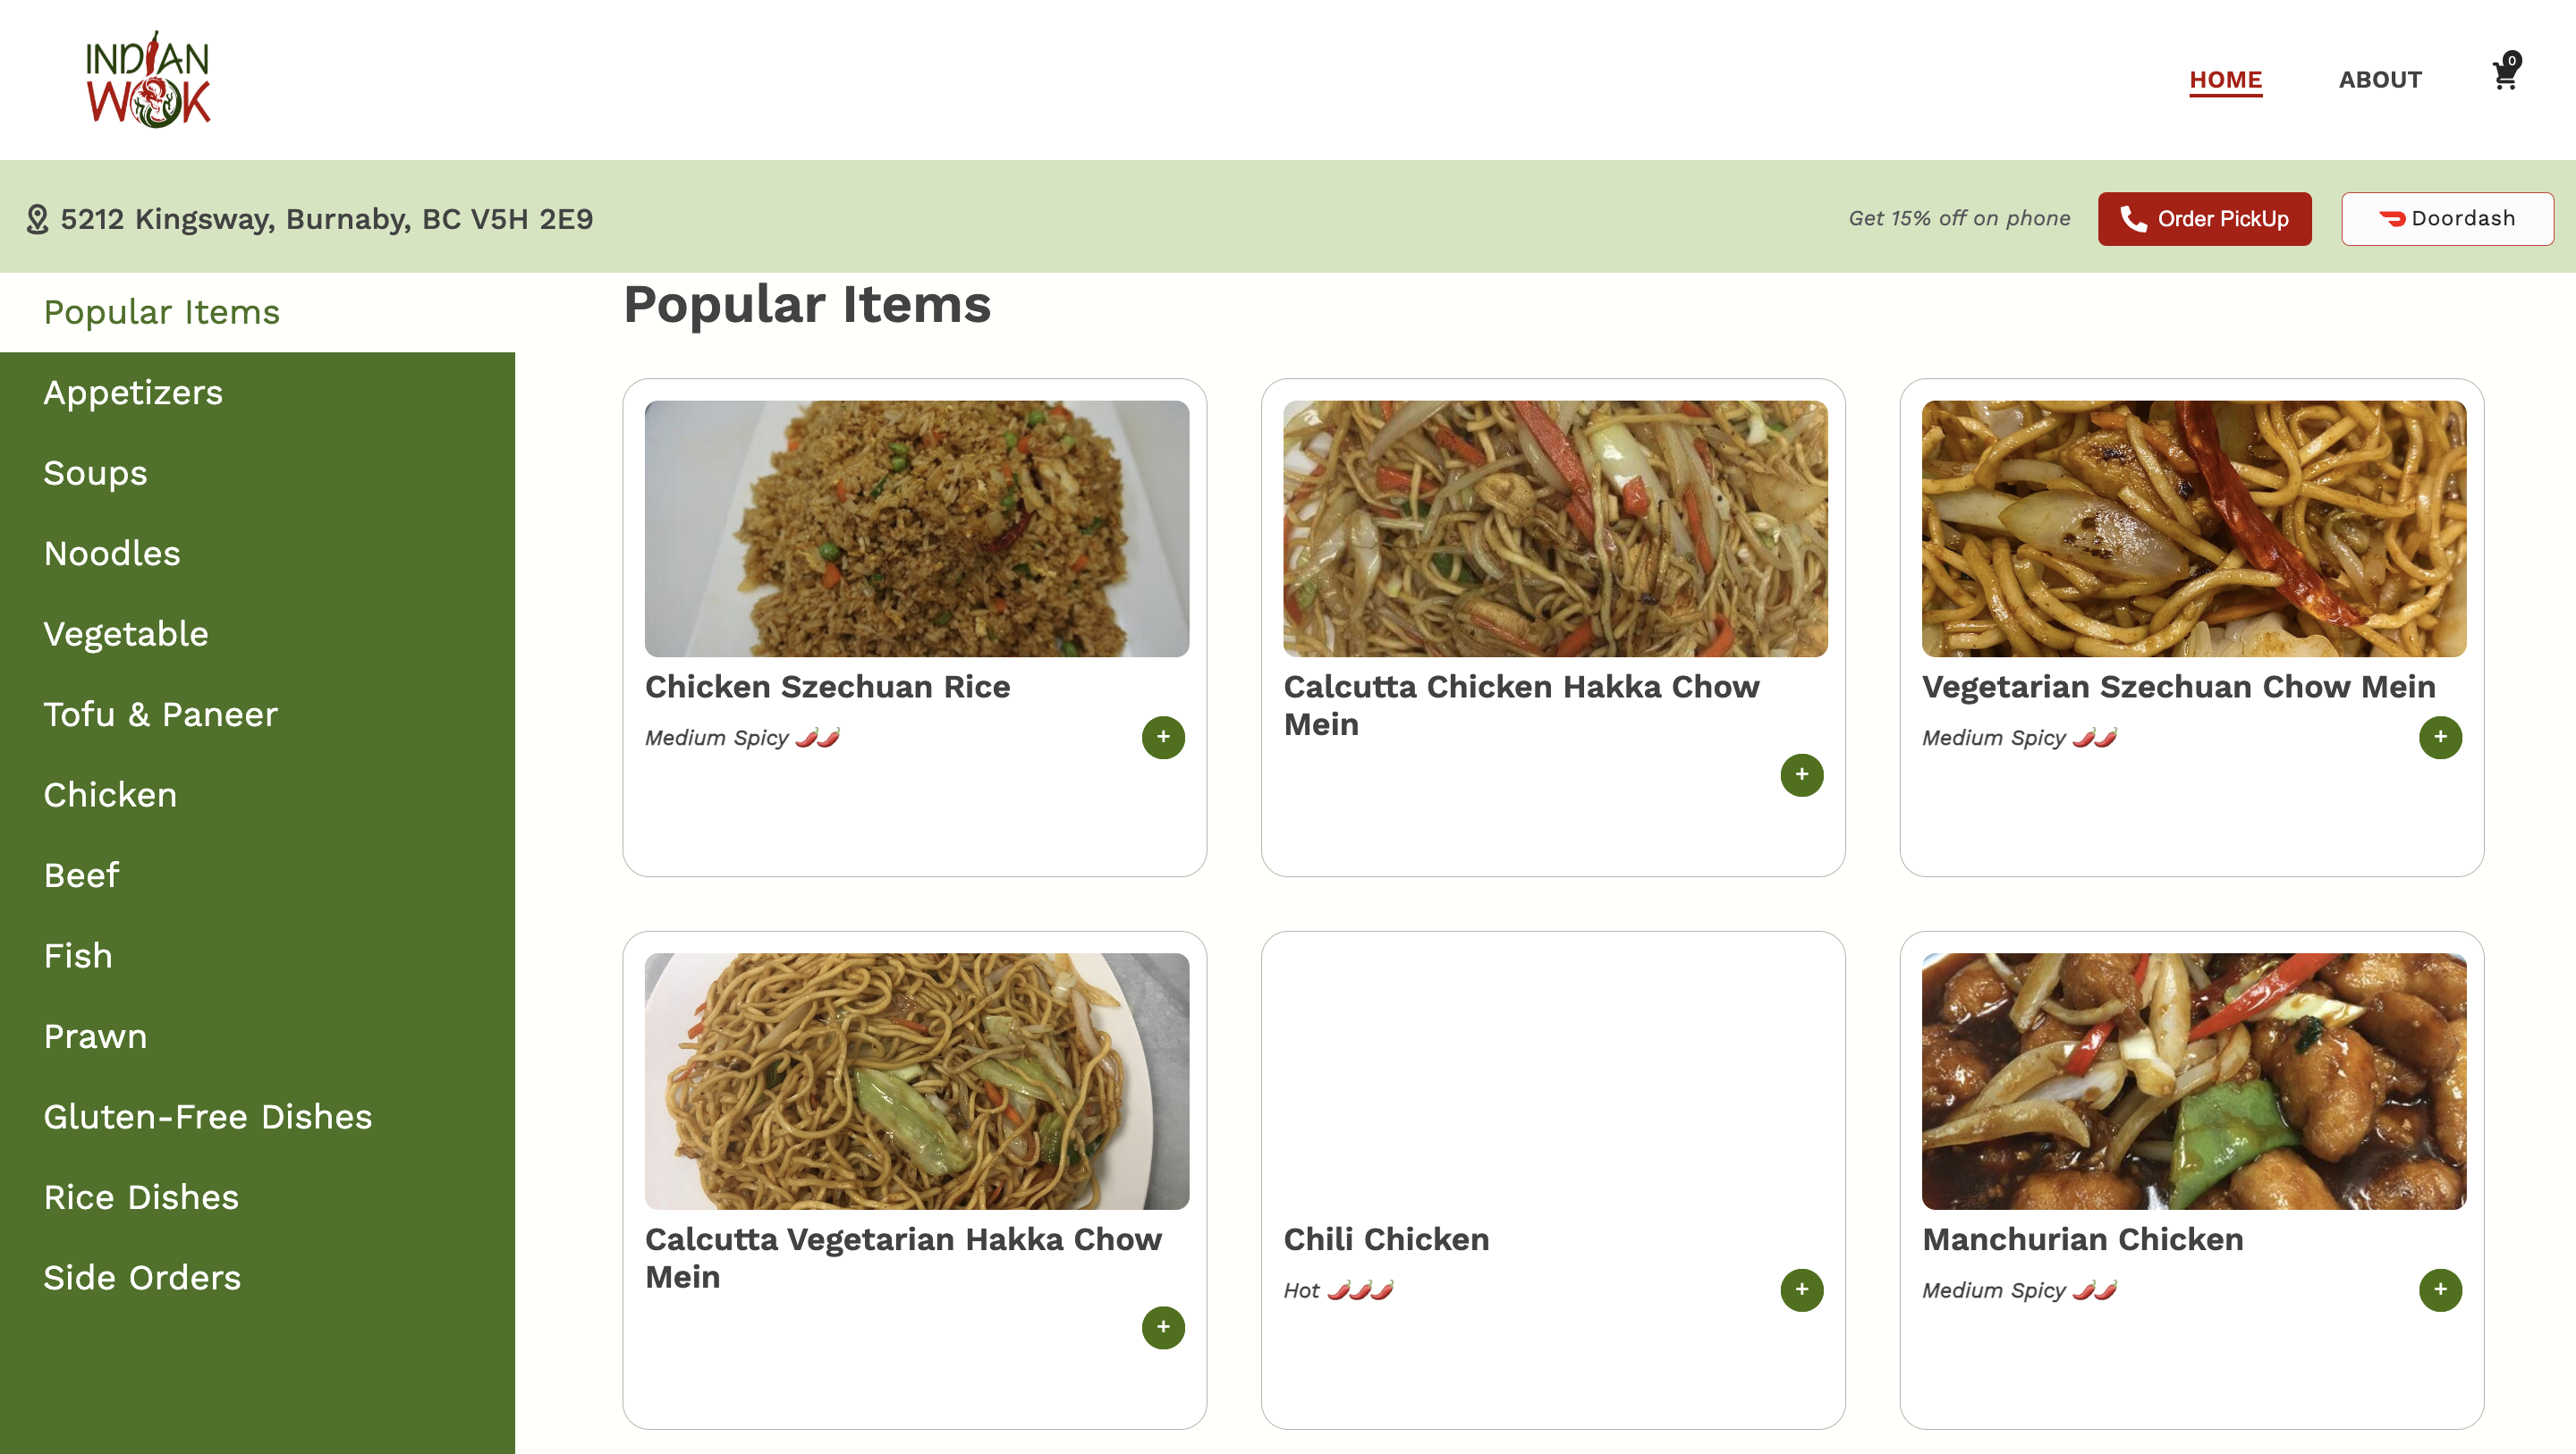 INDIAN
WOK
HOME
ABOUT
0
5212 Kingsway, Burnaby, BC V5H 2E9
Get 15% off on phone
Order PickUp
Doordash
Popular Items
Appetizers
Soups
Noodles
Vegetable
Tofu & Paneer
Chicken
Beef
Fish
Prawn
Gluten-Free Dishes
Rice Dishes
Side Orders
Popular Items
Chicken Szechuan Rice
Medium Spicy 🌶️🌶️
+
Calcutta Chicken Hakka Chow
Mein
+
Vegetarian Szechuan Chow Mein
Medium Spicy 🌶️🌶️
+
Calcutta Vegetarian Hakka Chow
Mein
+
Chili Chicken
Hot 🌶️🌶️🌶️
+
Manchurian Chicken
Medium Spicy 🌶️🌶️
+